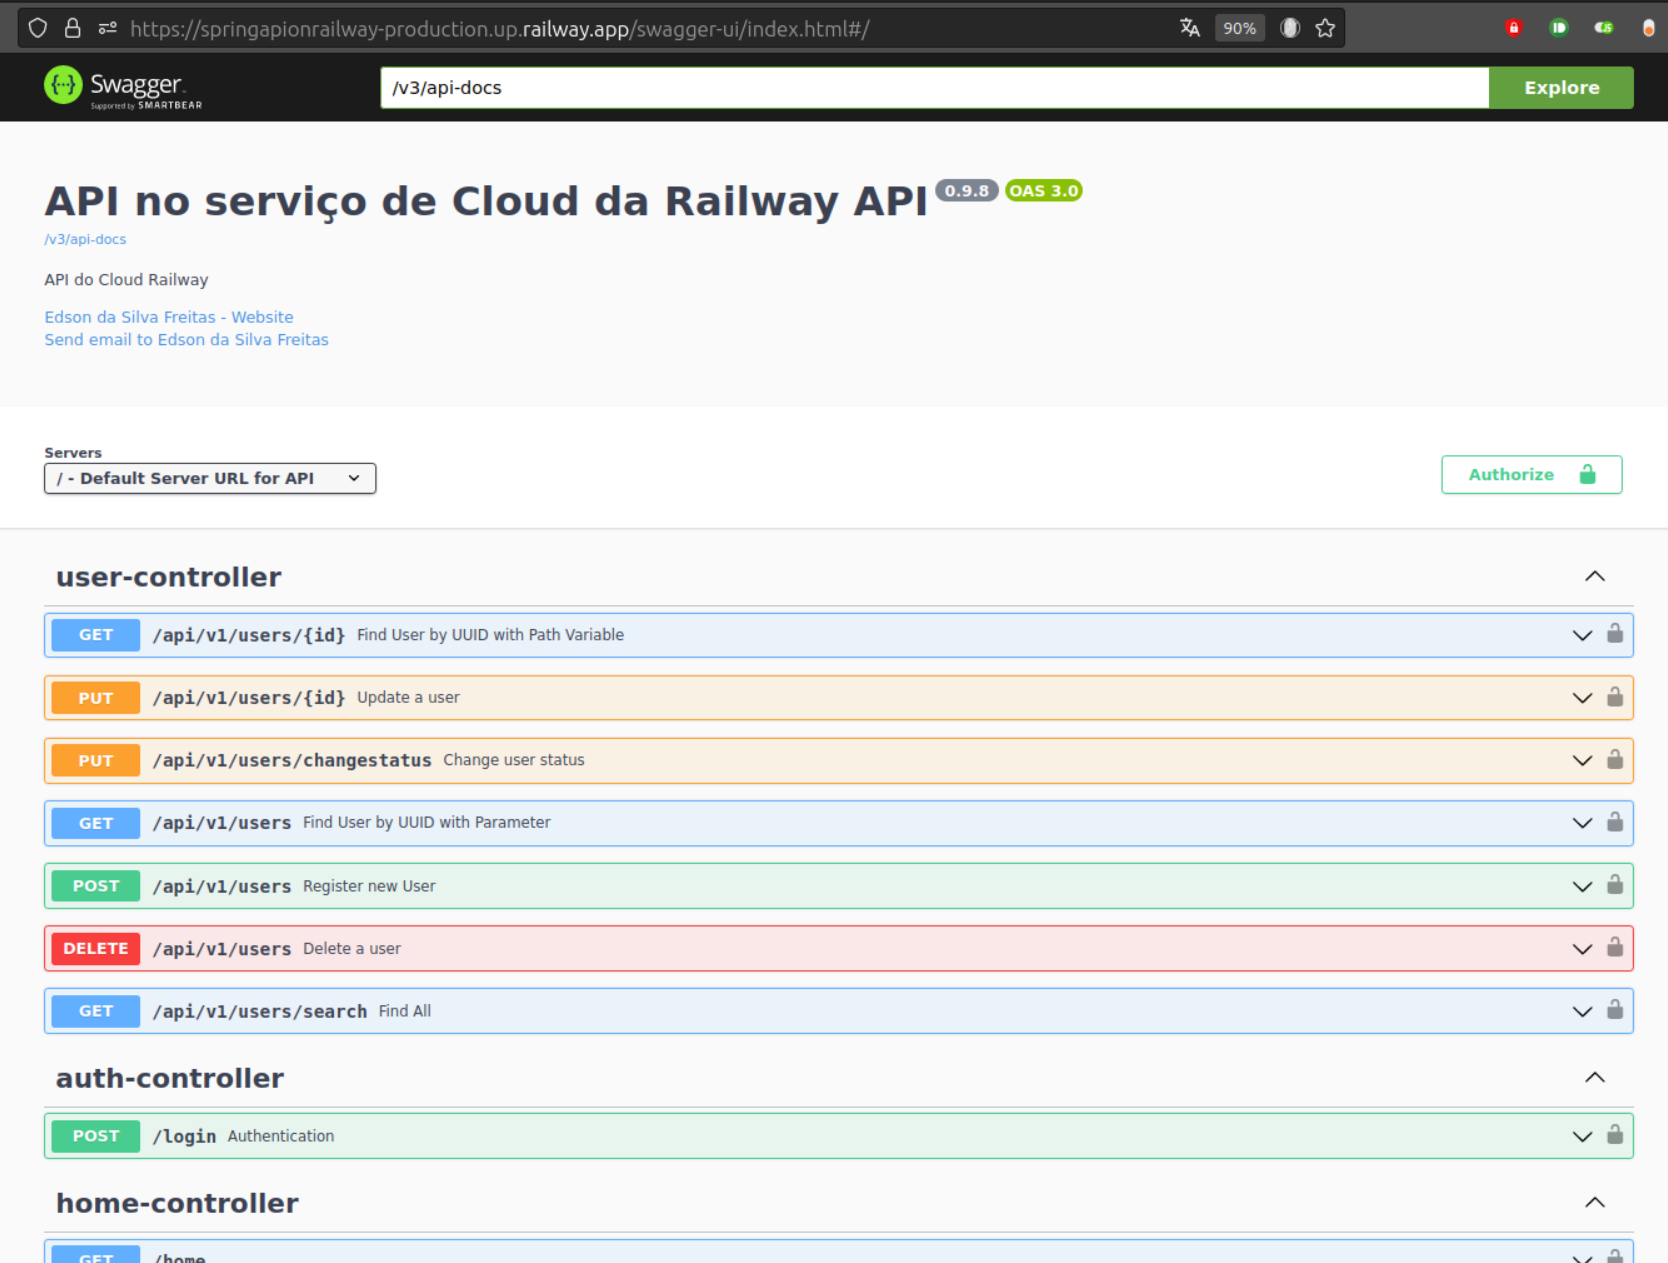 https://springapionrailway-production.up.railway.app/swagger-ui/index.html#/ 90%
Swagger
Supported by SMARTBEAR
/v3/api-docs Explore
API no serviço de Cloud da Railway API 0.9.8 OAS 3.0
/v3/api-docs
API do Cloud Railway
Edson da Silva Freitas - Website
Send email to Edson da Silva Freitas
Servers
/ - Default Server URL for API Authorize
user-controller
GET /api/v1/users/{id} Find User by UUID with Path Variable
PUT /api/v1/users/{id} Update a user
PUT /api/v1/users/changestatus Change user status
GET /api/v1/users Find User by UUID with Parameter
POST /api/v1/users Register new User
DELETE /api/v1/users Delete a user
GET /api/v1/users/search Find All
auth-controller
POST /login Authentication
home-controller
GET /home